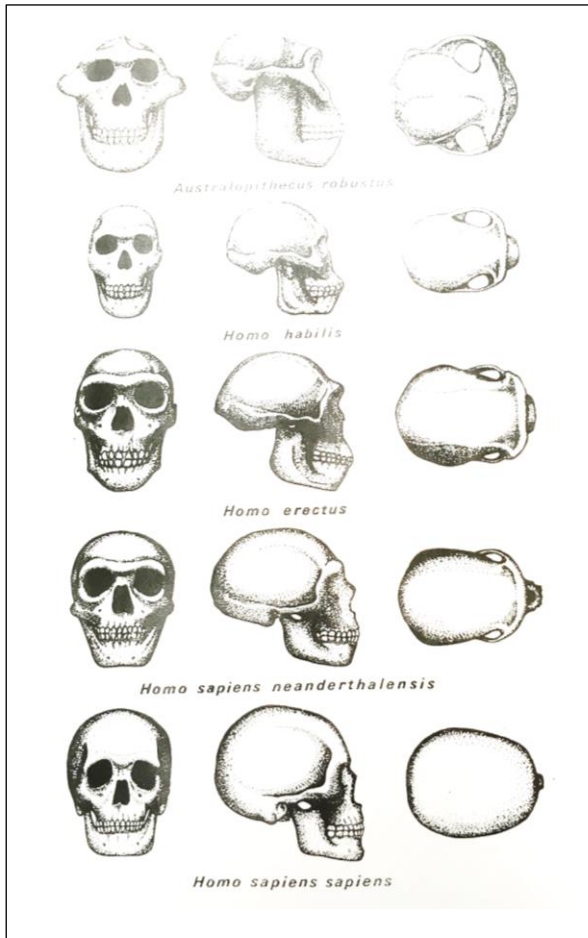 Australopithecus robustus
Homo habilis
Homo erectus
Homo sapiens neanderthalensis
Homo sapiens sapiens